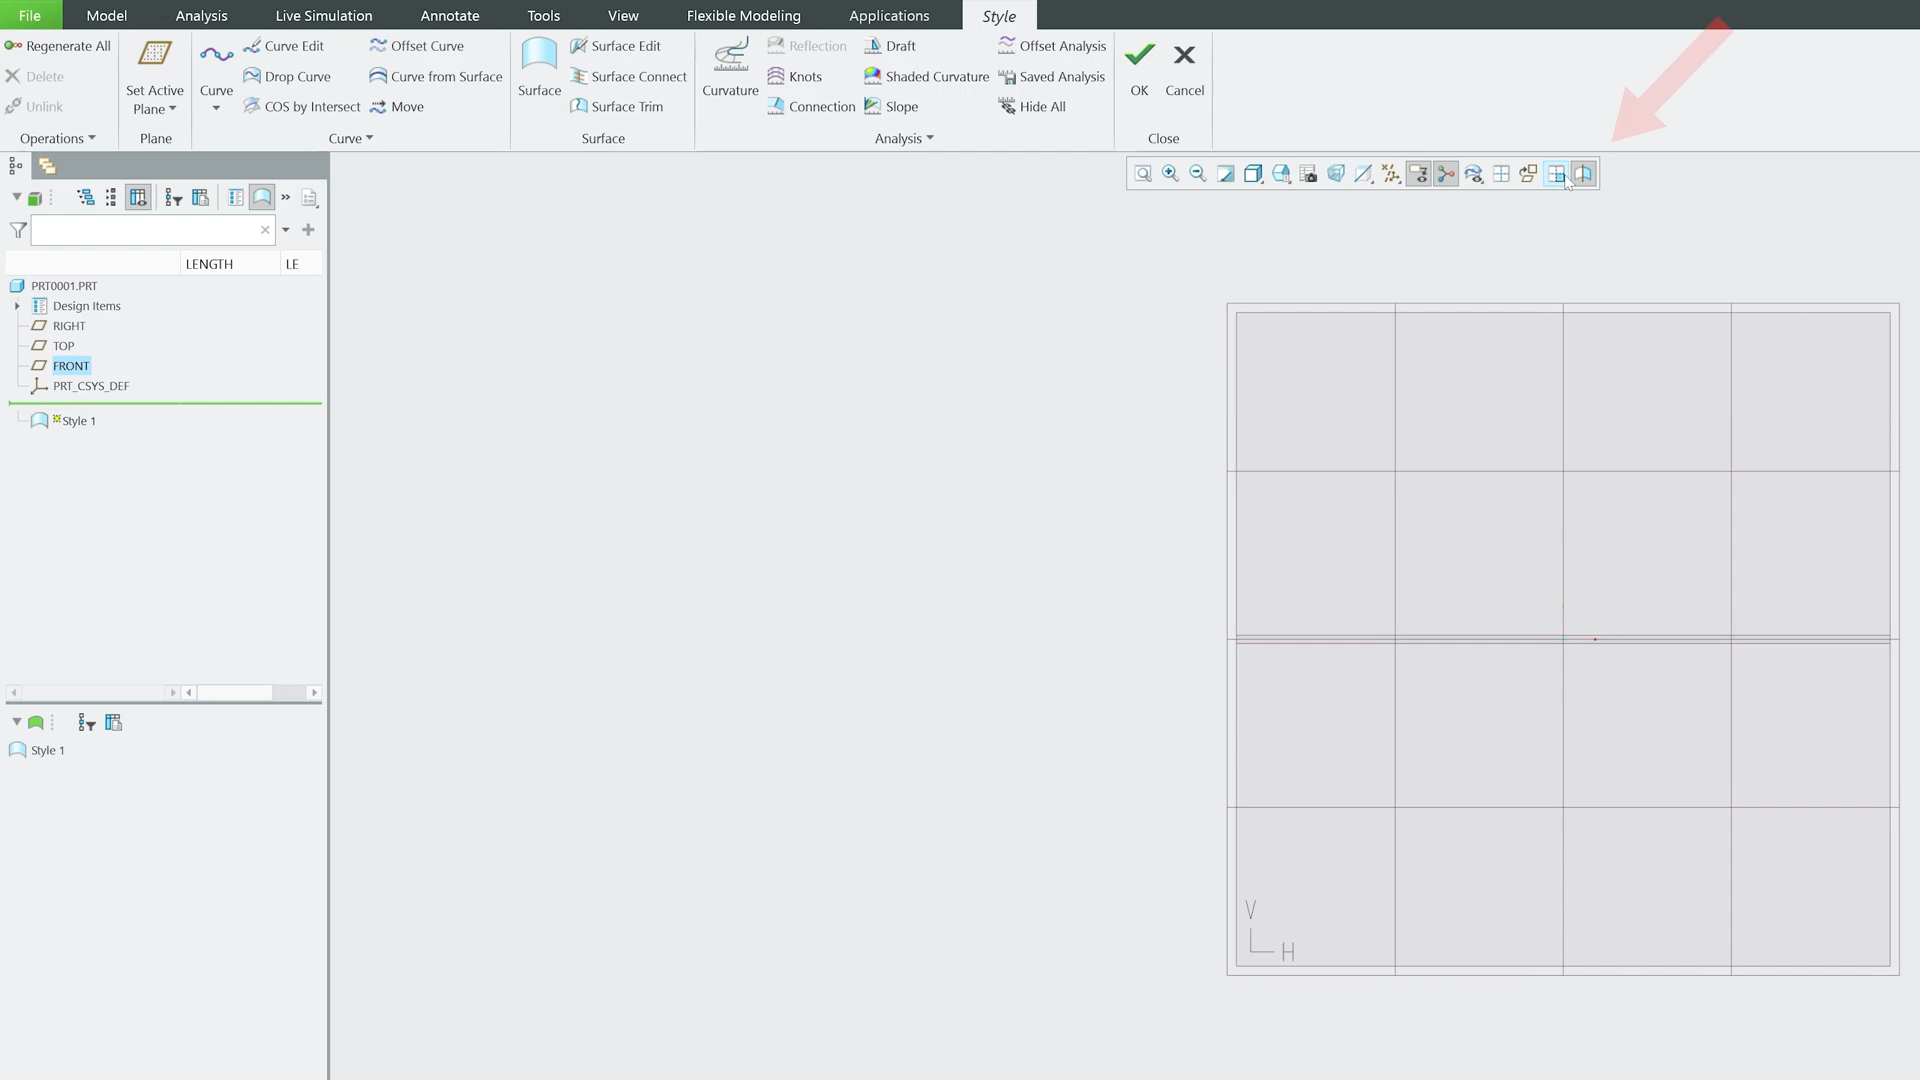 File Model Analysis Live Simulation Annotate Tools View Flexible Modeling Applications Style
Regenerate All
Delete
Unlink
Operations
Set Active
Plane
Plane
Curve
Curve Edit
Drop Curve
COS by Intersect
Offset Curve
Curve from Surface
Move
Curve
Surface
Surface Edit
Surface Connect
Surface Trim
Surface
Curvature
Reflection
Knots
Connection
Draft
Shaded Curvature
Slope
Offset Analysis
Saved Analysis
Hide All
Analysis
OK
Cancel
Close
LENGTH LE
PRT0001.PRT
Design Items
RIGHT
TOP
FRONT
PRT_CSYS_DEF
Style 1
Style 1
V
H